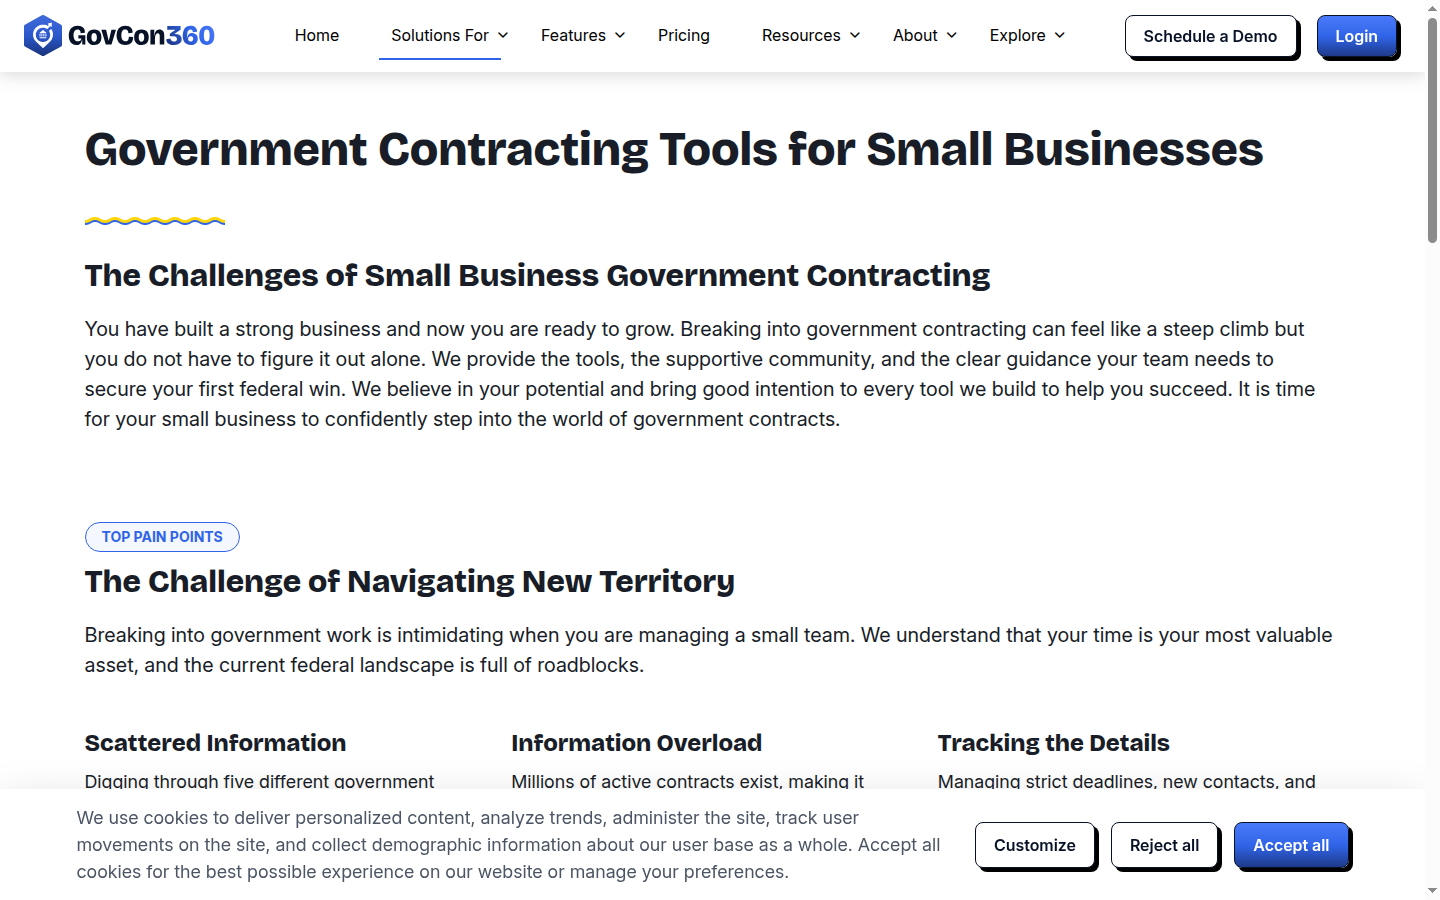 GovCon360
Home
Solutions For
Features
Pricing
Resources
About
Explore
Schedule a Demo
Login
Government Contracting Tools for Small Businesses
The Challenges of Small Business Government Contracting
You have built a strong business and now you are ready to grow. Breaking into government contracting can feel like a steep climb but
you do not have to figure it out alone. We provide the tools, the supportive community, and the clear guidance your team needs to
secure your first federal win. We believe in your potential and bring good intention to every tool we build to help you succeed. It is time
for your small business to confidently step into the world of government contracts.
TOP PAIN POINTS
The Challenge of Navigating New Territory
Breaking into government work is intimidating when you are managing a small team. We understand that your time is your most valuable
asset, and the current federal landscape is full of roadblocks.
Scattered Information
Digging through five different government
Information Overload
Millions of active contracts exist, making it
Tracking the Details
Managing strict deadlines, new contacts, and
We use cookies to deliver personalized content, analyze trends, administer the site, track user
movements on the site, and collect demographic information about our user base as a whole. Accept all
cookies for the best possible experience on our website or manage your preferences.
Customize
Reject all
Accept all